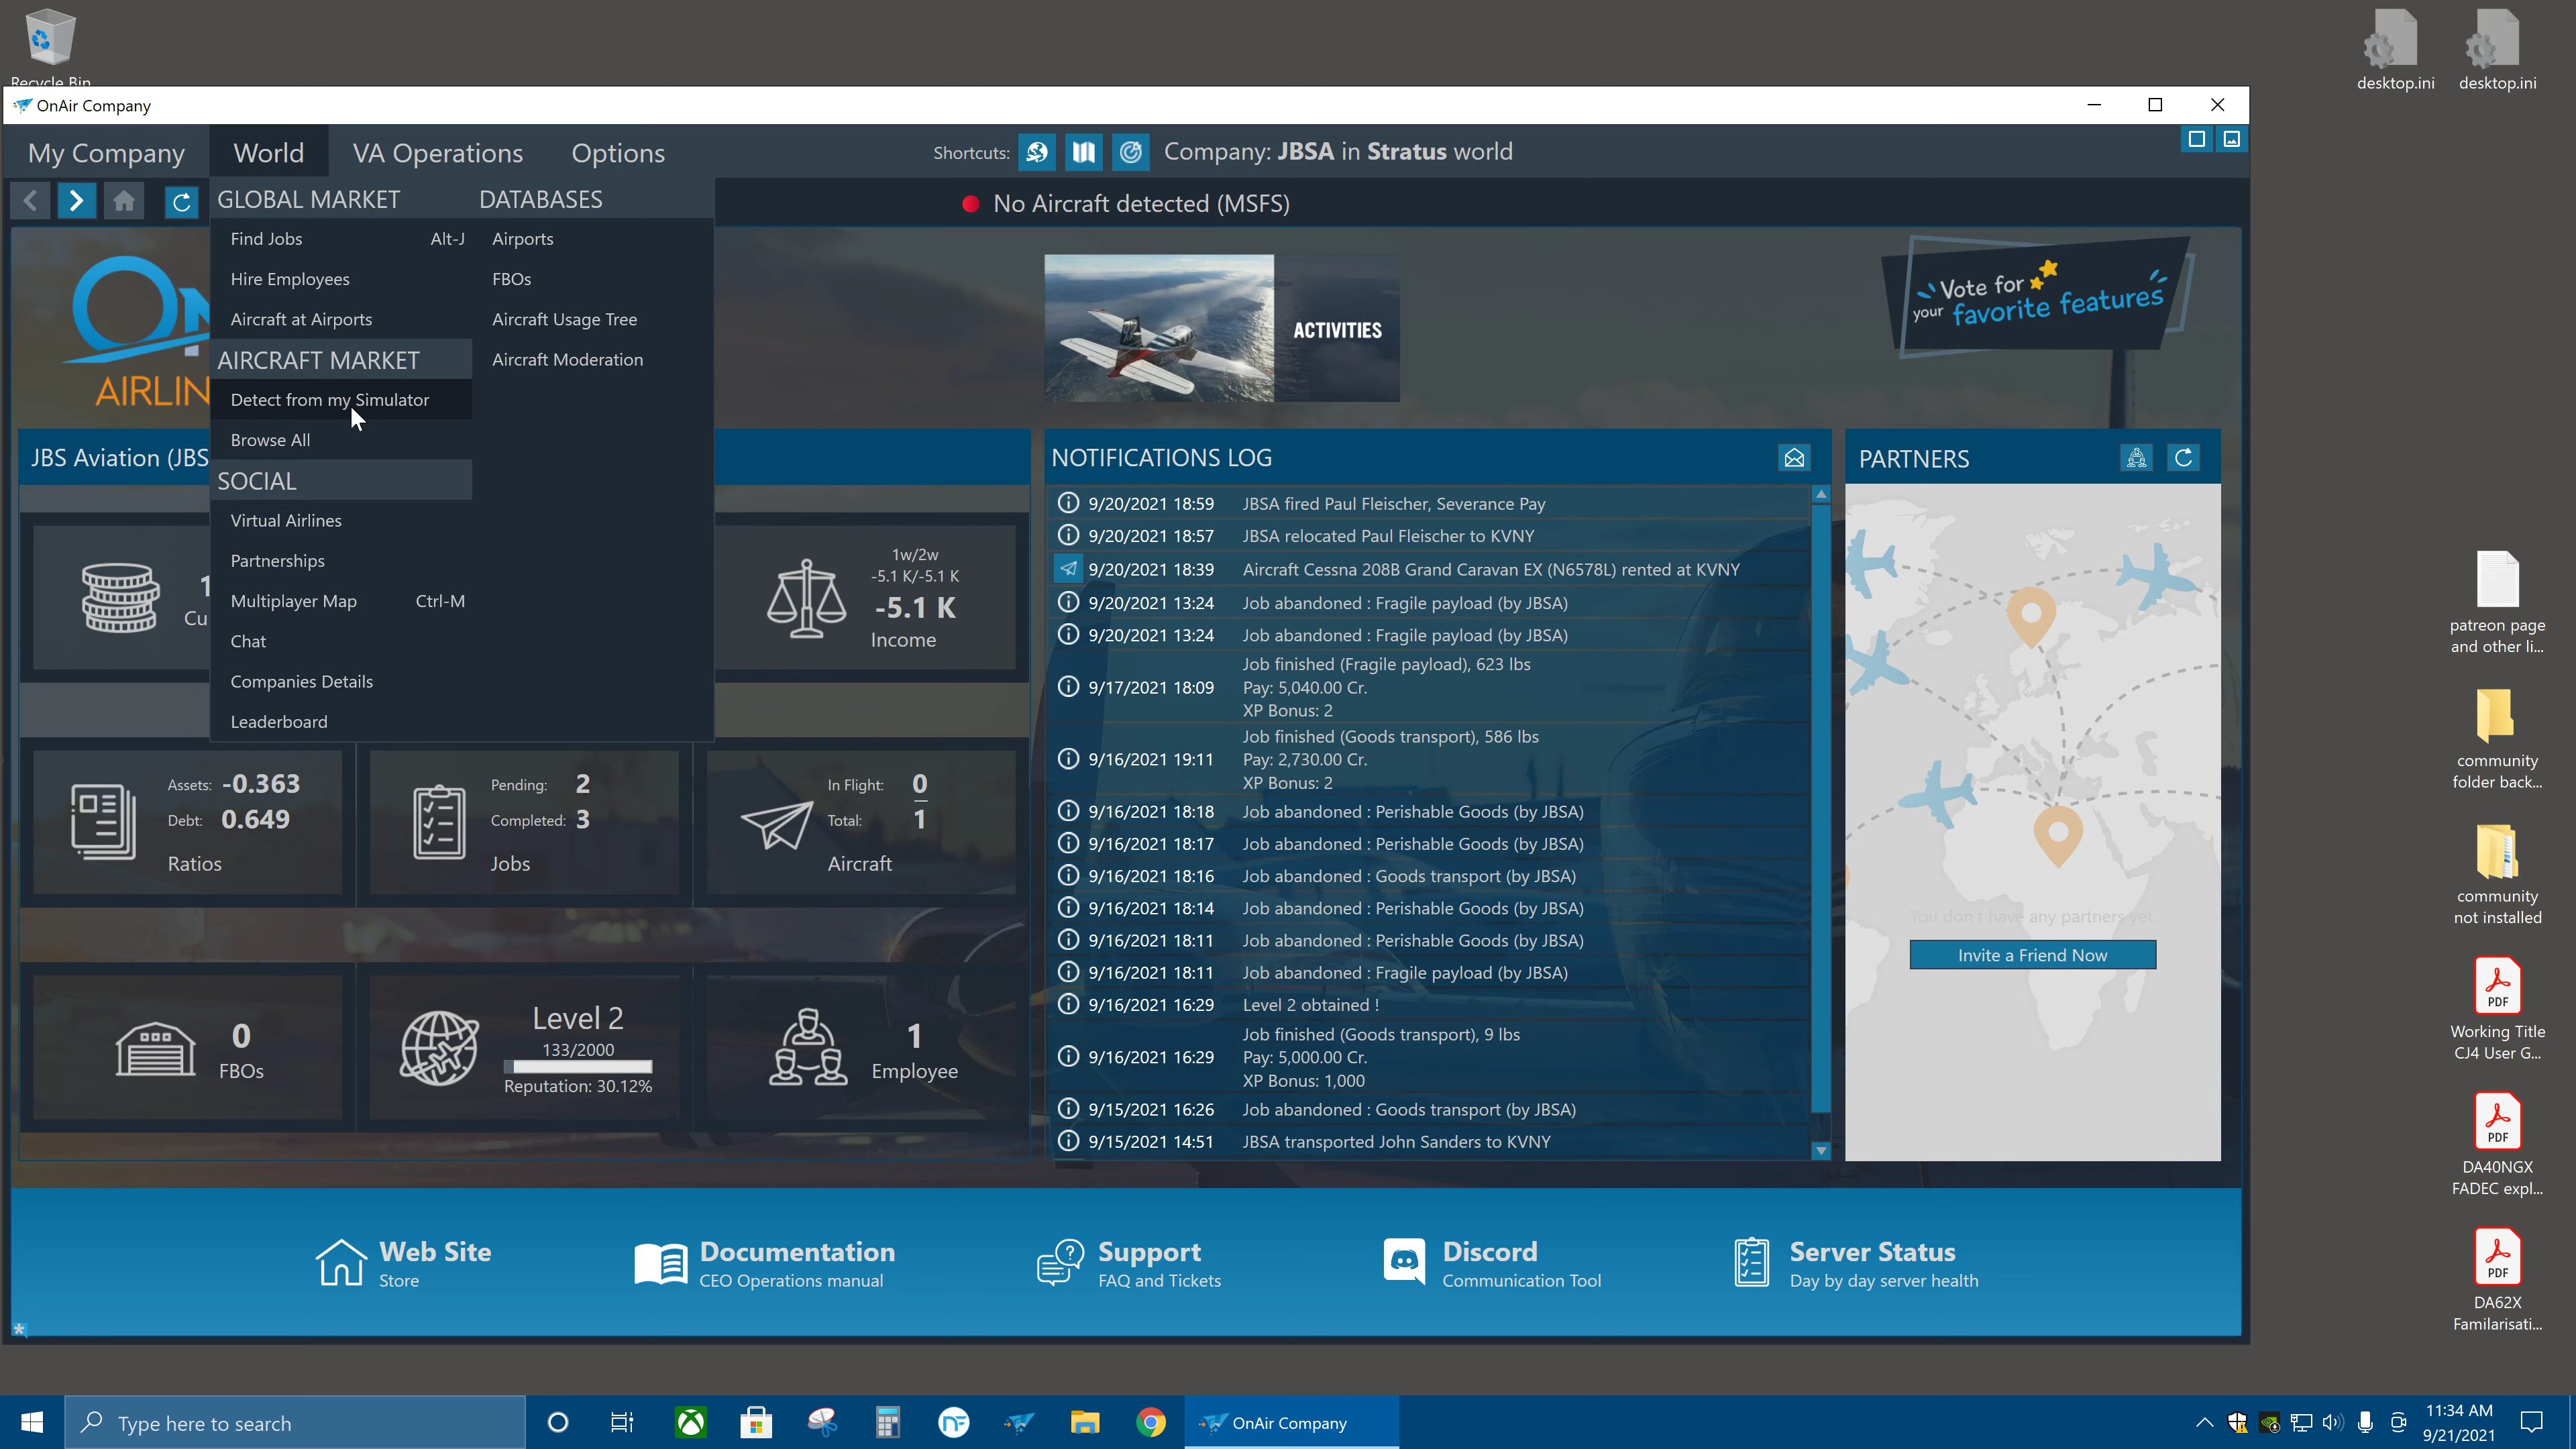 Recycle Bin
desktop.ini
desktop.ini
OnAir Company
My Company
World
VA Operations
Options
Shortcuts:
Company: JBSA in Stratus world
No Aircraft detected (MSFS)
GLOBAL MARKET
Find Jobs Alt-J
Hire Employees
Aircraft at Airports
AIRCRAFT MARKET
Detect from my Simulator
Browse All
SOCIAL
Virtual Airlines
Partnerships
Multiplayer Map Ctrl-M
Chat
Companies Details
Leaderboard
DATABASES
Airports
FBOs
Aircraft Usage Tree
Aircraft Moderation
ACTIVITIES
Vote for
your favorite features
JBS Aviation (JBS
1w/2w
-5.1 K/-5.1 K
-5.1 K
Income
Assets: -0.363
Debt: 0.649
Ratios
Pending: 2
Completed: 3
Jobs
In Flight: 0
Total: 1
Aircraft
0
FBOs
Level 2
133/2000
Reputation: 30.12%
1
Employee
NOTIFICATIONS LOG
9/20/2021 18:59 JBSA fired Paul Fleischer, Severance Pay
9/20/2021 18:57 JBSA relocated Paul Fleischer to KVNY
9/20/2021 18:39 Aircraft Cessna 208B Grand Caravan EX (N6578L) rented at KVNY
9/20/2021 13:24 Job abandoned : Fragile payload (by JBSA)
9/20/2021 13:24 Job abandoned : Fragile payload (by JBSA)
Job finished (Fragile payload), 623 lbs
9/17/2021 18:09 Pay: 5,040.00 Cr.
XP Bonus: 2
Job finished (Goods transport), 586 lbs
9/16/2021 19:11 Pay: 2,730.00 Cr.
XP Bonus: 2
9/16/2021 18:18 Job abandoned : Perishable Goods (by JBSA)
9/16/2021 18:17 Job abandoned : Perishable Goods (by JBSA)
9/16/2021 18:16 Job abandoned : Goods transport (by JBSA)
9/16/2021 18:14 Job abandoned : Perishable Goods (by JBSA)
9/16/2021 18:11 Job abandoned : Perishable Goods (by JBSA)
9/16/2021 18:11 Job abandoned : Fragile payload (by JBSA)
9/16/2021 16:29 Level 2 obtained !
Job finished (Goods transport), 9 lbs
9/16/2021 16:29 Pay: 5,000.00 Cr.
XP Bonus: 1,000
9/15/2021 16:26 Job abandoned : Goods transport (by JBSA)
9/15/2021 14:51 JBSA transported John Sanders to KVNY
PARTNERS
You don't have any partners yet.
Invite a Friend Now
patreon page
and other li...
community
folder back...
community
not installed
PDF
Working Title
CJ4 User G...
PDF
DA40NGX
FADEC expl...
PDF
DA62X
Familarisati...
Web Site
Store
Documentation
CEO Operations manual
Support
FAQ and Tickets
Discord
Communication Tool
Server Status
Day by day server health
Type here to search
OnAir Company
11:34 AM
9/21/2021